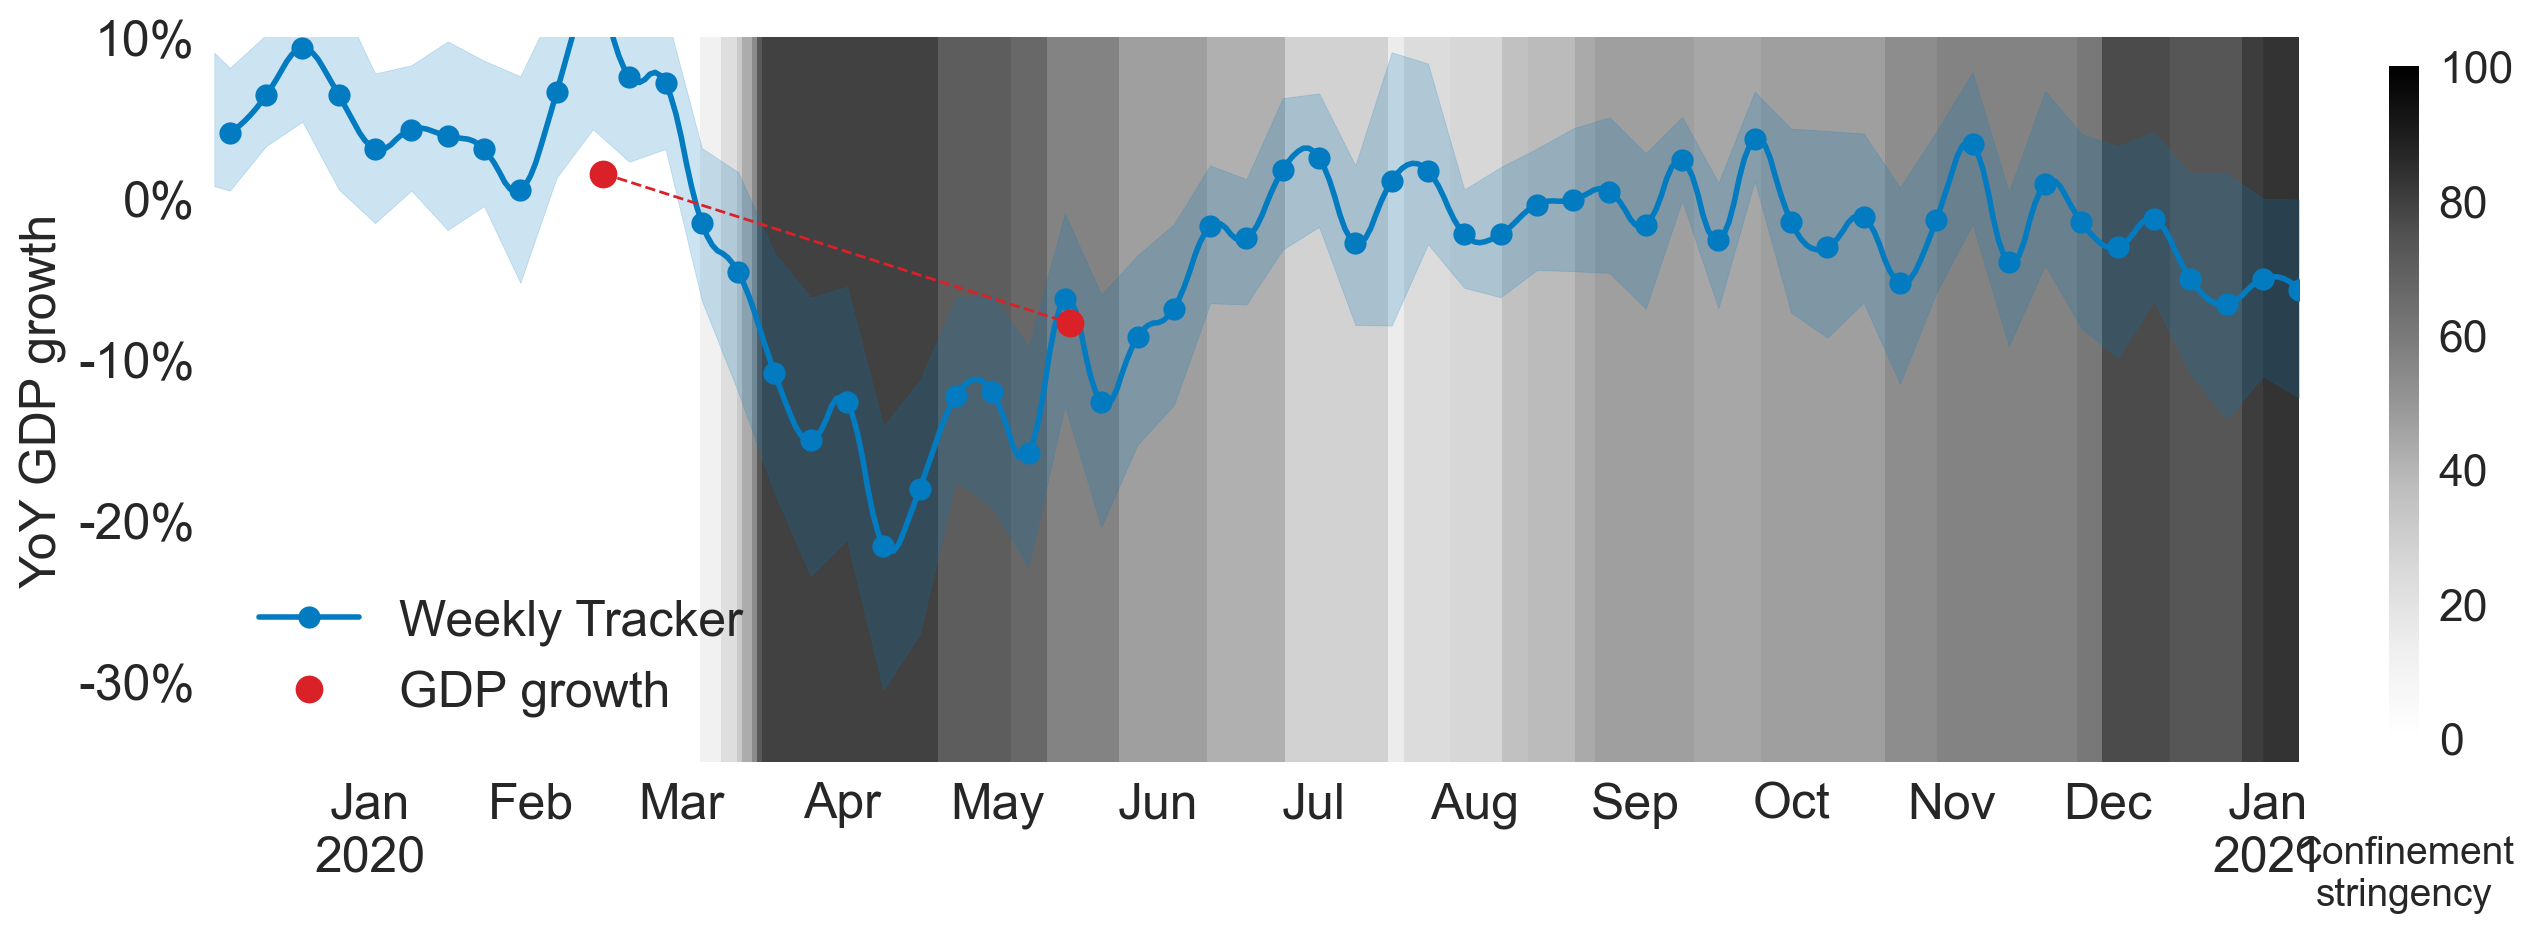 10%
0%
-10%
-20%
-30%
YoY GDP growth
Weekly Tracker
GDP growth
Jan
2020
Feb
Mar
Apr
May
Jun
Jul
Aug
Sep
Oct
Nov
Dec
Jan
2021
100
80
60
40
20
0
Confinement
stringency